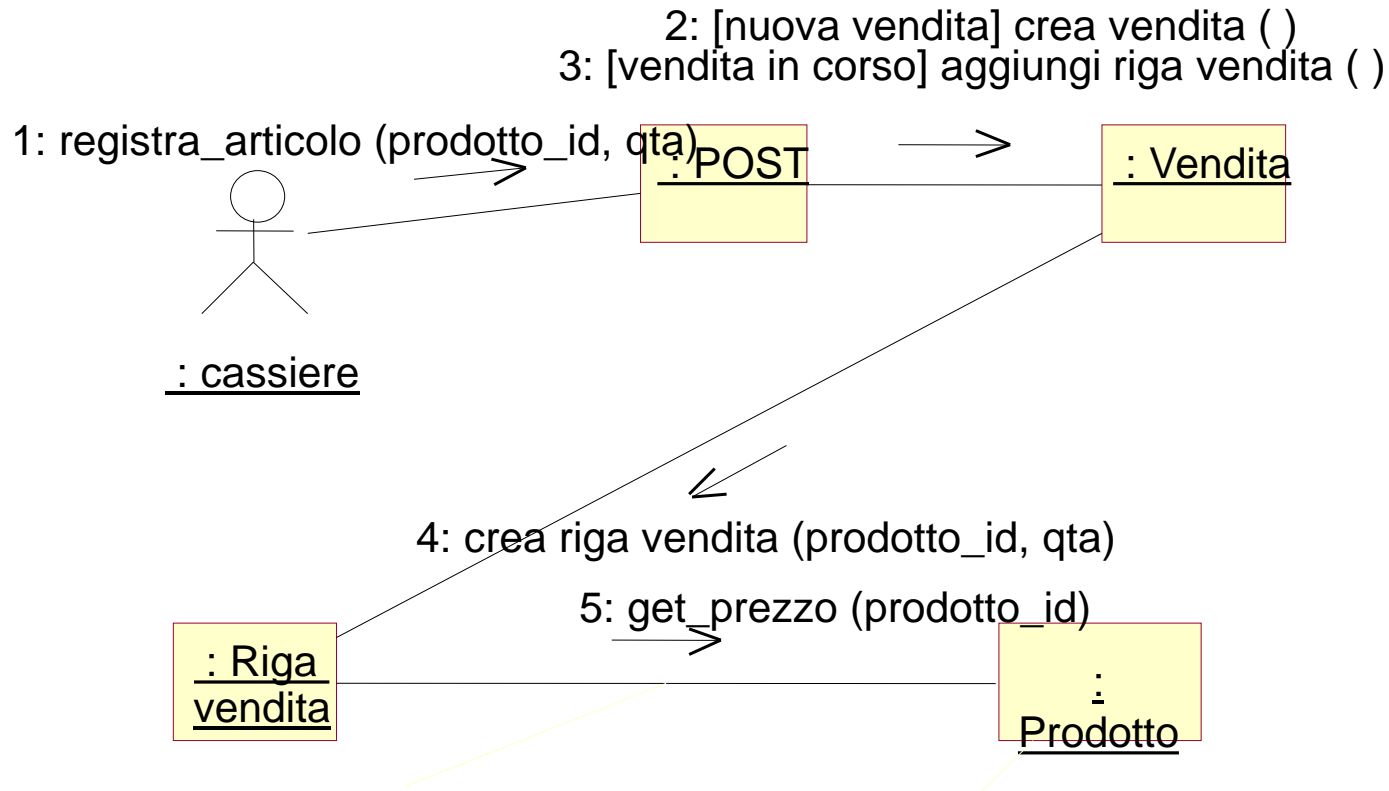 2: [nuova vendita] crea vendita ( )
3: [vendita in corso] aggiungi riga vendita ( )
1: registra_articolo (prodotto_id, qta)
: POST
: Vendita
: cassiere
4: crea riga vendita (prodotto_id, qta)
5: get_prezzo (prodotto_id)
: Riga
vendita
:
Prodotto